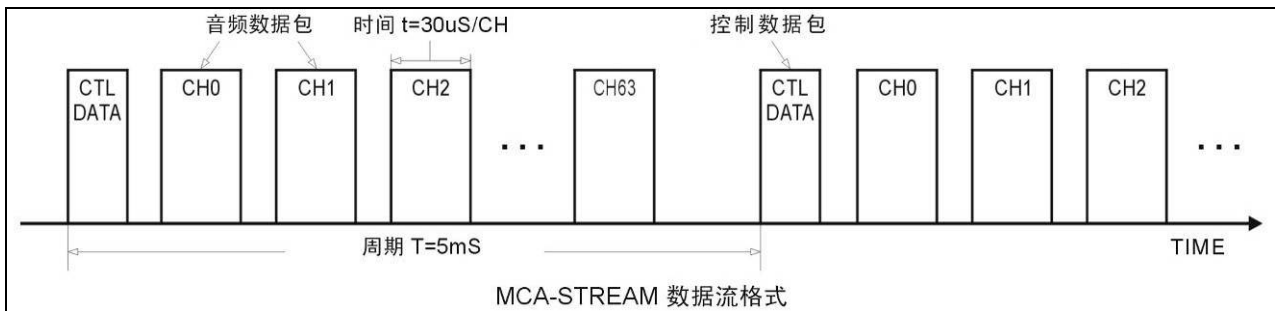 音频数据包
时间 t=30uS/CH
控制数据包
CTL
DATA
CH0
CH1
CH2
CH63
CTL
DATA
CH0
CH1
CH2
周期 T=5mS
TIME
MCA-STREAM 数据流格式